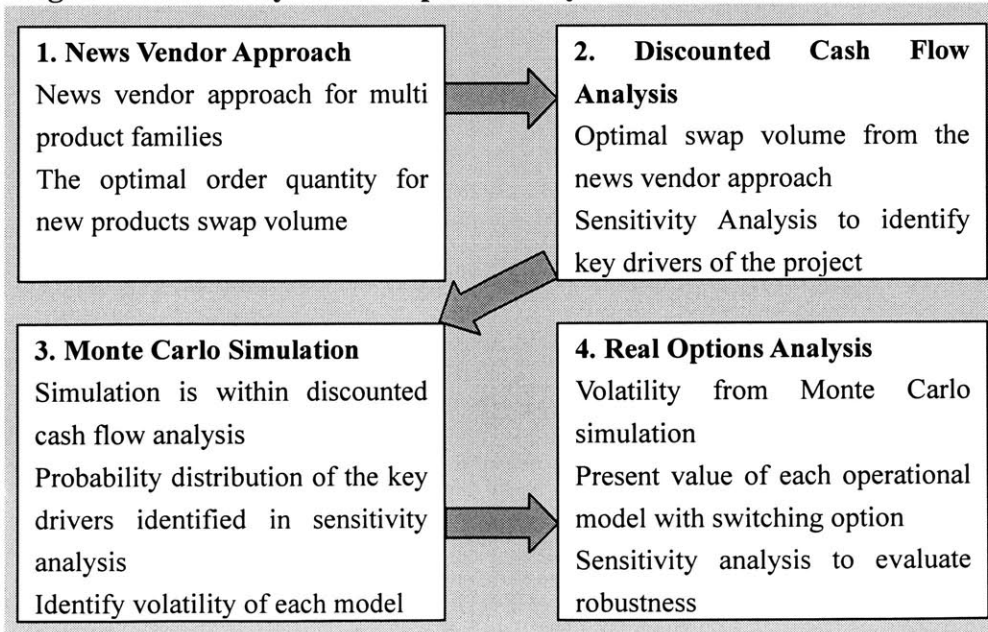 1. News Vendor Approach
News vendor approach for multi
product families
The optimal order quantity for
new products swap volume
2. Discounted Cash Flow
Analysis
Optimal swap volume from the
news vendor approach
Sensitivity Analysis to identify
key drivers of the project
3. Monte Carlo Simulation
Simulation is within discounted
cash flow analysis
Probability distribution of the key
drivers identified in sensitivity
analysis
Identify volatility of each model
4. Real Options Analysis
Volatility from Monte Carlo
simulation
Present value of each operational
model with switching option
Sensitivity analysis to evaluate
robustness